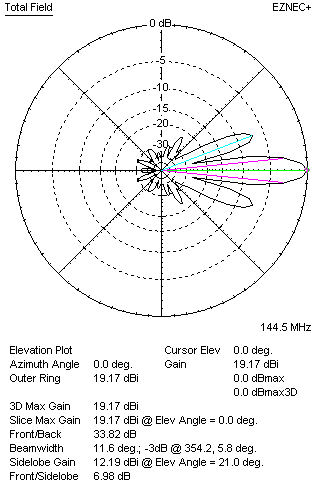 Total Field
EZNEC+
0 dB
-5
-10
-15
-20
-30
144.5 MHz
Elevation Plot
Cursor Elev 0.0 deg.
Azimuth Angle 0.0 deg.
Gain 19.17 dBi
Outer Ring 19.17 dBi
0.0 dBmax
0.0 dBmax3D
3D Max Gain 19.17 dBi
Slice Max Gain 19.17 dBi @ Elev Angle = 0.0 deg.
Front/Back 33.82 dB
Beamwidth 11.6 deg.; -3dB @ 354.2, 5.8 deg.
Sidelobe Gain 12.19 dBi @ Elev Angle = 21.0 deg.
Front/Sidelobe 6.98 dB